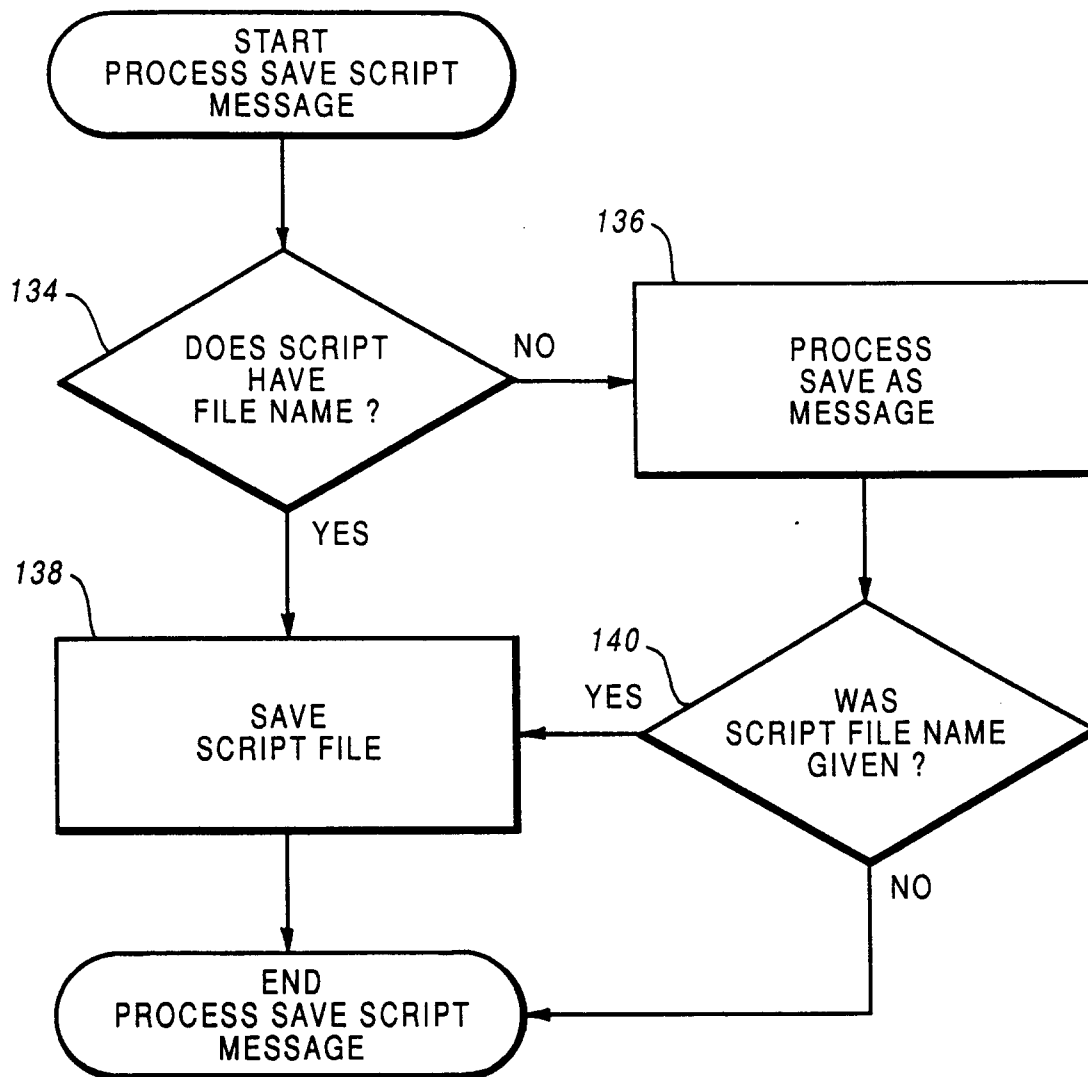 START
PROCESS SAVE SCRIPT
MESSAGE
136
134
DOES SCRIPT
HAVE
FILE NAME ?
NO
PROCESS
SAVE AS
MESSAGE
YES
138
140
YES
SAVE
SCRIPT FILE
WAS
SCRIPT FILE NAME
GIVEN ?
NO
END
PROCESS SAVE SCRIPT
MESSAGE